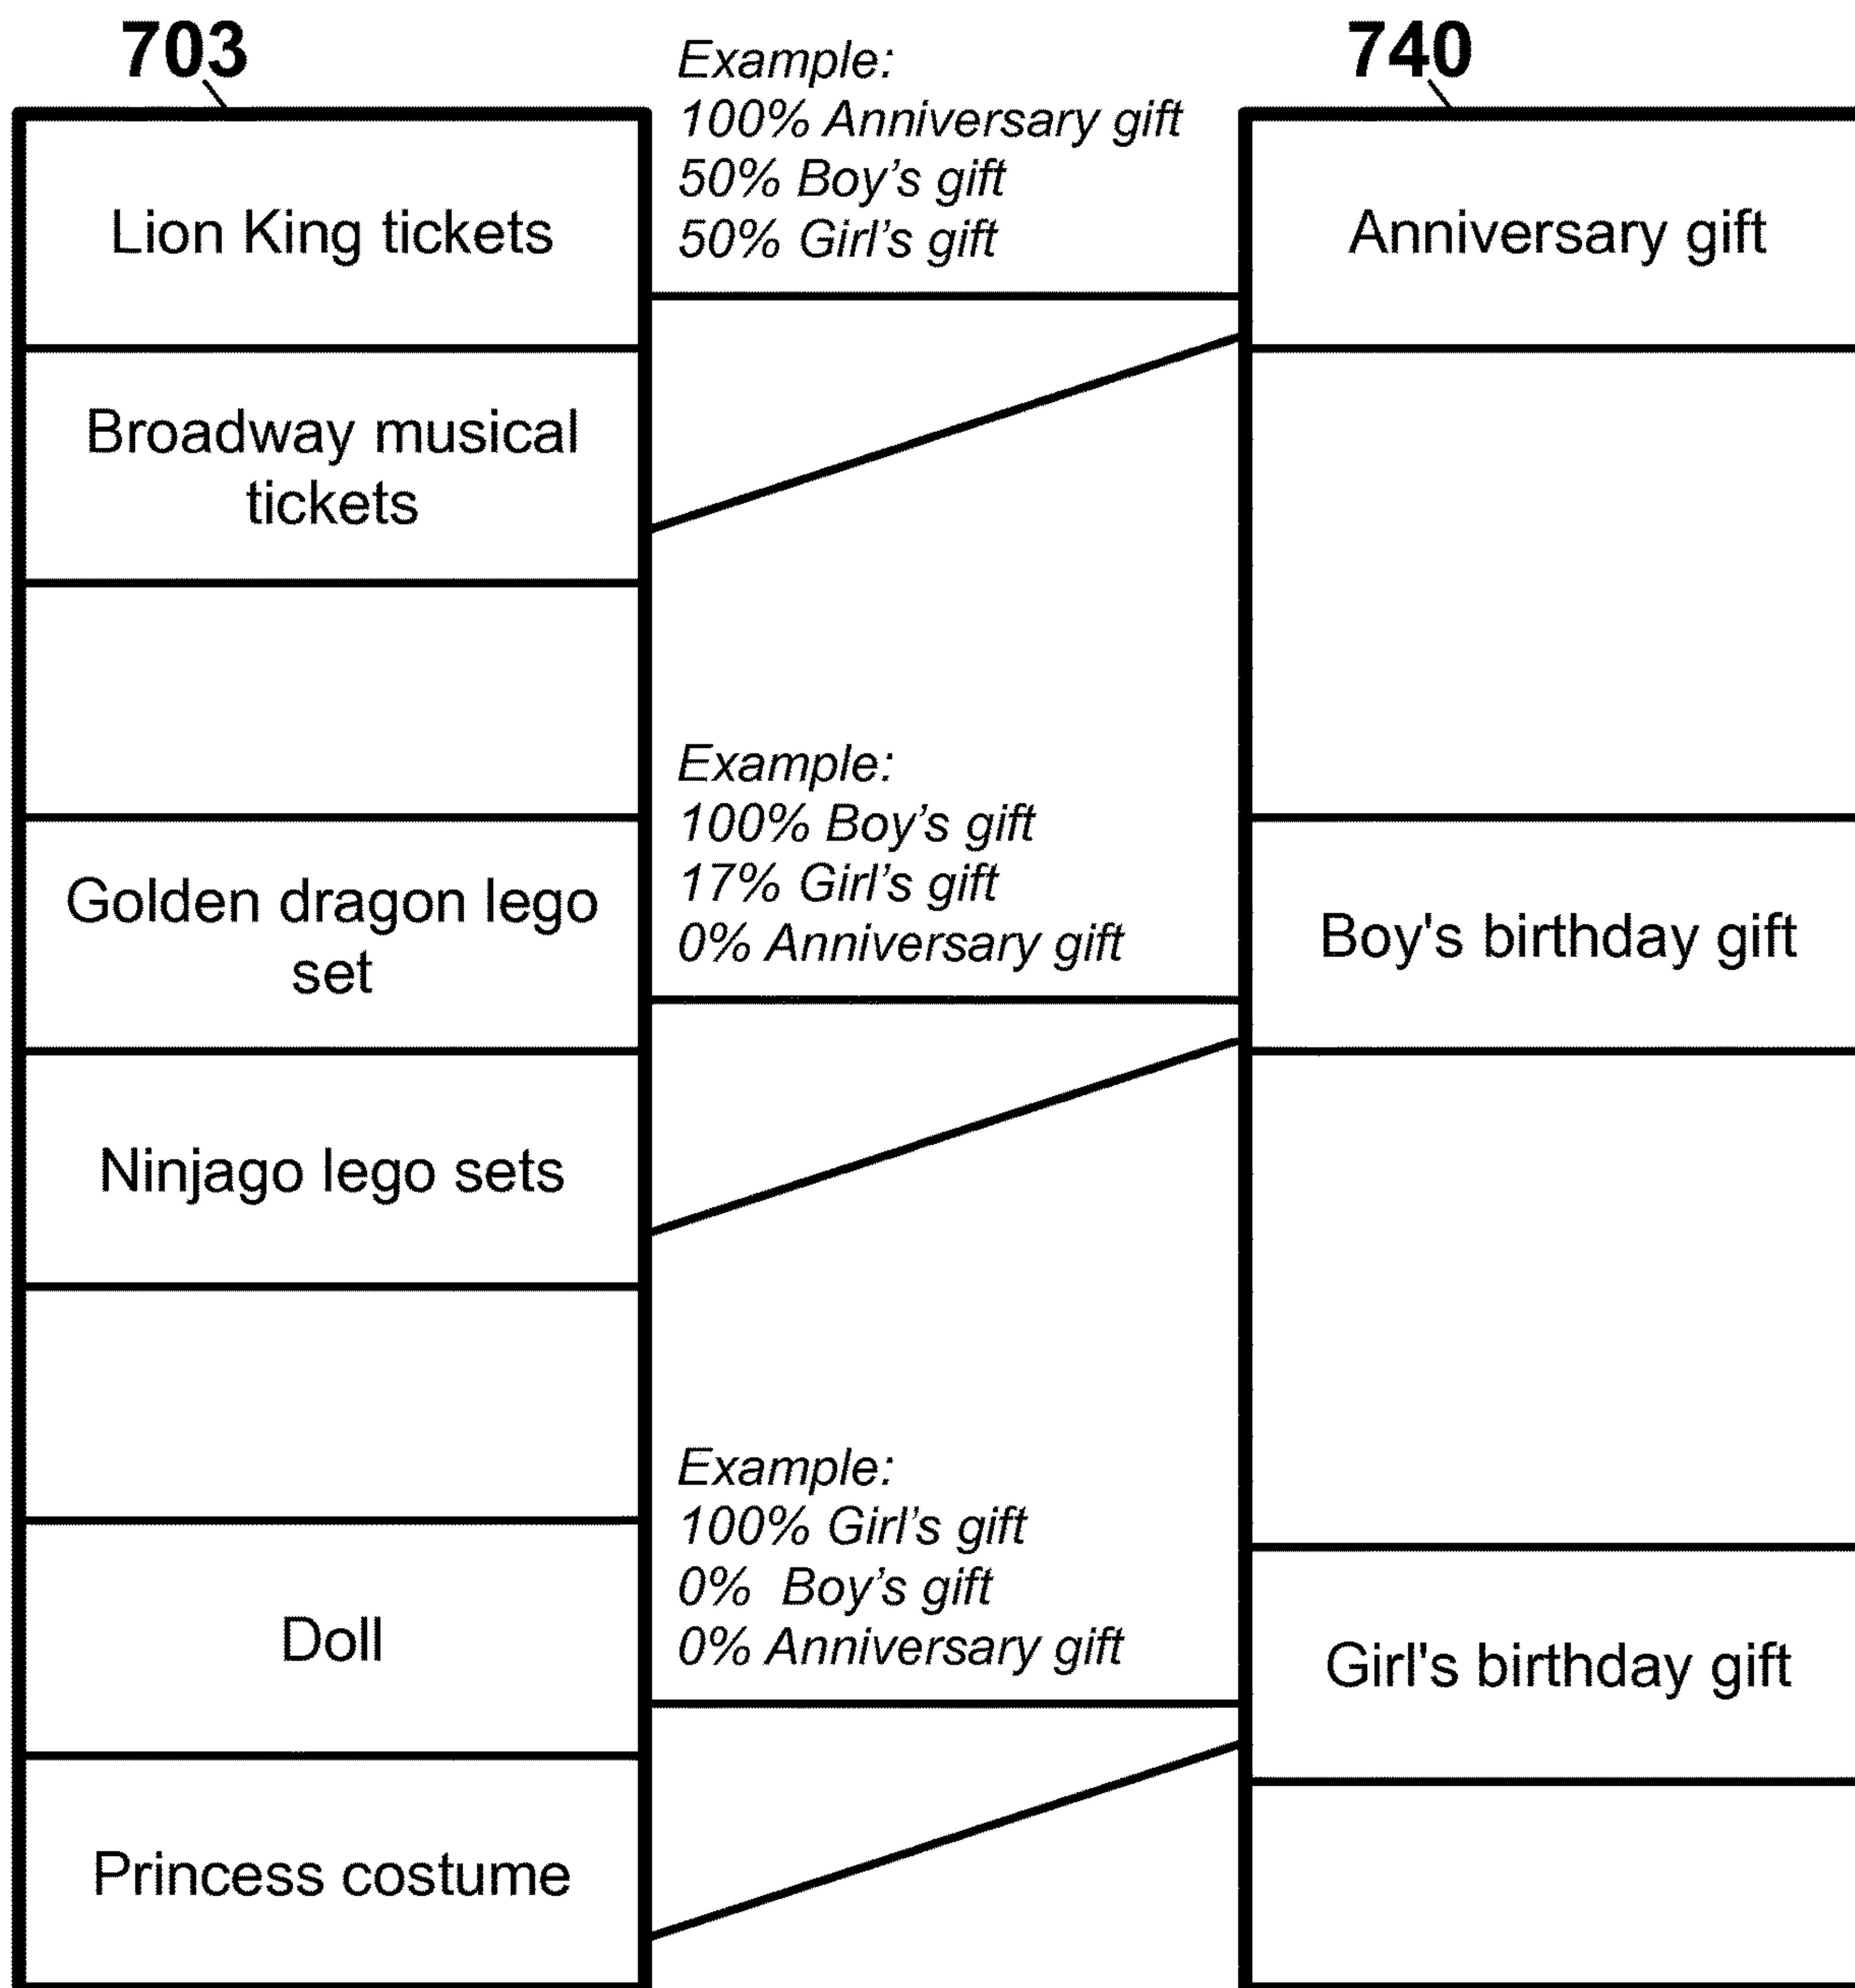 703
Lion King tickets
Broadway musical
tickets
Golden dragon lego
set
Ninjago lego sets
Doll
Princess costume
Example:
100% Anniversary gift
50% Boy's gift
50% Girl's gift
Example:
100% Boy's gift
17% Girl's gift
0% Anniversary gift
Example:
100% Girl's gift
0%  Boy's gift
0% Anniversary gift
740
Anniversary gift
Boy's birthday gift
Girl's birthday gift